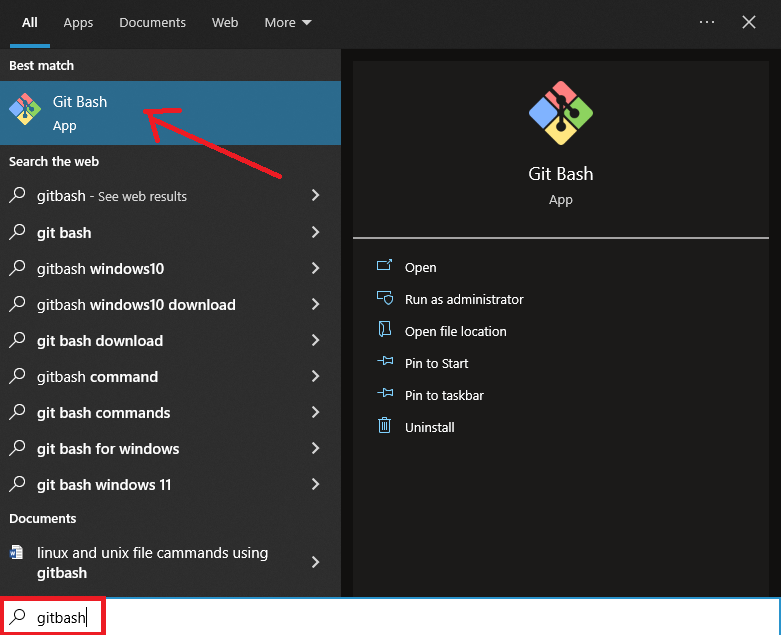 All Apps Documents Web More ...
Best match
Git Bash
App
Search the web
gitbash - See web results
git bash
gitbash windows10
gitbash windows10 download
git bash download
gitbash command
git bash commands
git bash for windows
git bash windows 11
Documents
linux and unix file cammands using
gitbash
gitbash
Git Bash
App
Open
Run as administrator
Open file location
Pin to Start
Pin to taskbar
Uninstall